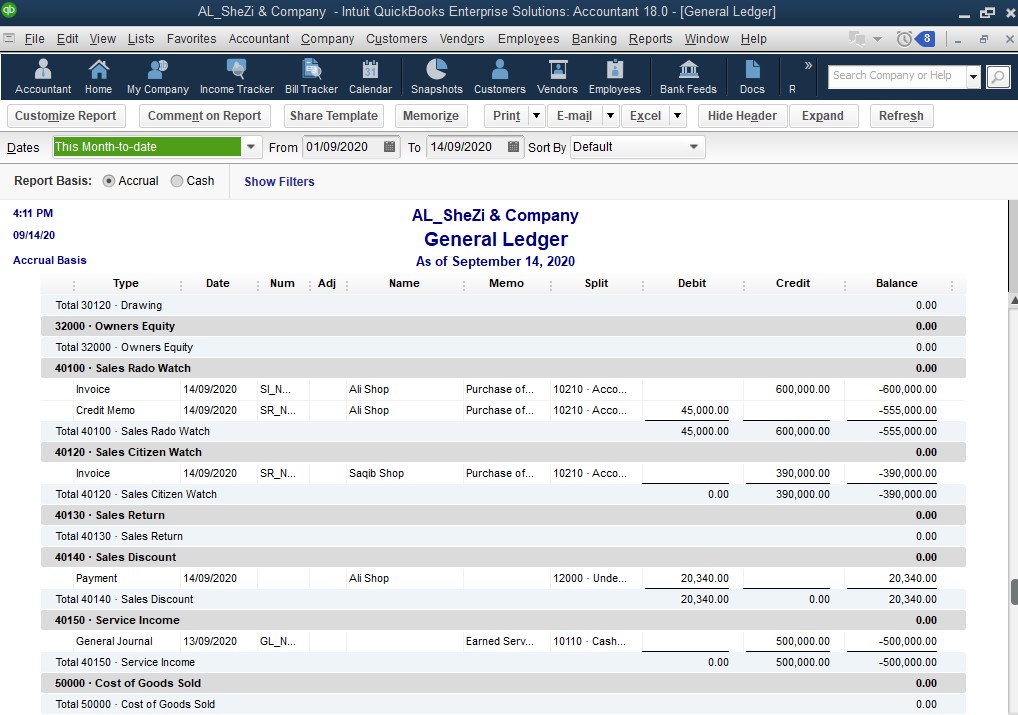 qb AL_SheZi & Company - Intuit QuickBooks Enterprise Solutions: Accountant 18.0 - [General Ledger]
File Edit View Lists Favorites Accountant Company Customers Vendors Employees Banking Reports Window Help 8
31
Accountant Home My Company Income Tracker Bill Tracker Calendar Snapshots Customers Vendors Employees Bank Feeds Docs R » Search Company or Help
Customize Report Comment on Report Share Template Memorize Print E-mail Excel Hide Header Expand Refresh
Dates This Month-to-date From 01/09/2020 To 14/09/2020 Sort By Default
Report Basis: Accrual Cash Show Filters
4:11 PM AL_SheZi & Company
09/14/20 General Ledger
Accrual Basis As of September 14, 2020
Type Date Num Adj Name Memo Split Debit Credit Balance
Total 30120 · Drawing 0.00
32000 · Owners Equity 0.00
Total 32000 · Owners Equity 0.00
40100 · Sales Rado Watch 0.00
Invoice 14/09/2020 SI_N... Ali Shop Purchase of... 10210 · Acco... 600,000.00 -600,000.00
Credit Memo 14/09/2020 SR_N... Ali Shop Purchase of... 10210 · Acco... 45,000.00 -555,000.00
Total 40100 · Sales Rado Watch 45,000.00 600,000.00 -555,000.00
40120 · Sales Citizen Watch 0.00
Invoice 14/09/2020 SR_N... Saqib Shop Purchase of... 10210 · Acco... 390,000.00 -390,000.00
Total 40120 · Sales Citizen Watch 0.00 390,000.00 -390,000.00
40130 · Sales Return 0.00
Total 40130 · Sales Return 0.00
40140 · Sales Discount 0.00
Payment 14/09/2020 Ali Shop 12000 · Unde... 20,340.00 20,340.00
Total 40140 · Sales Discount 20,340.00 0.00 20,340.00
40150 · Service Income 0.00
General Journal 13/09/2020 GL_N... Earned Serv... 10110 · Cash... 500,000.00 -500,000.00
Total 40150 · Service Income 0.00 500,000.00 -500,000.00
50000 · Cost of Goods Sold 0.00
Total 50000 · Cost of Goods Sold 0.00